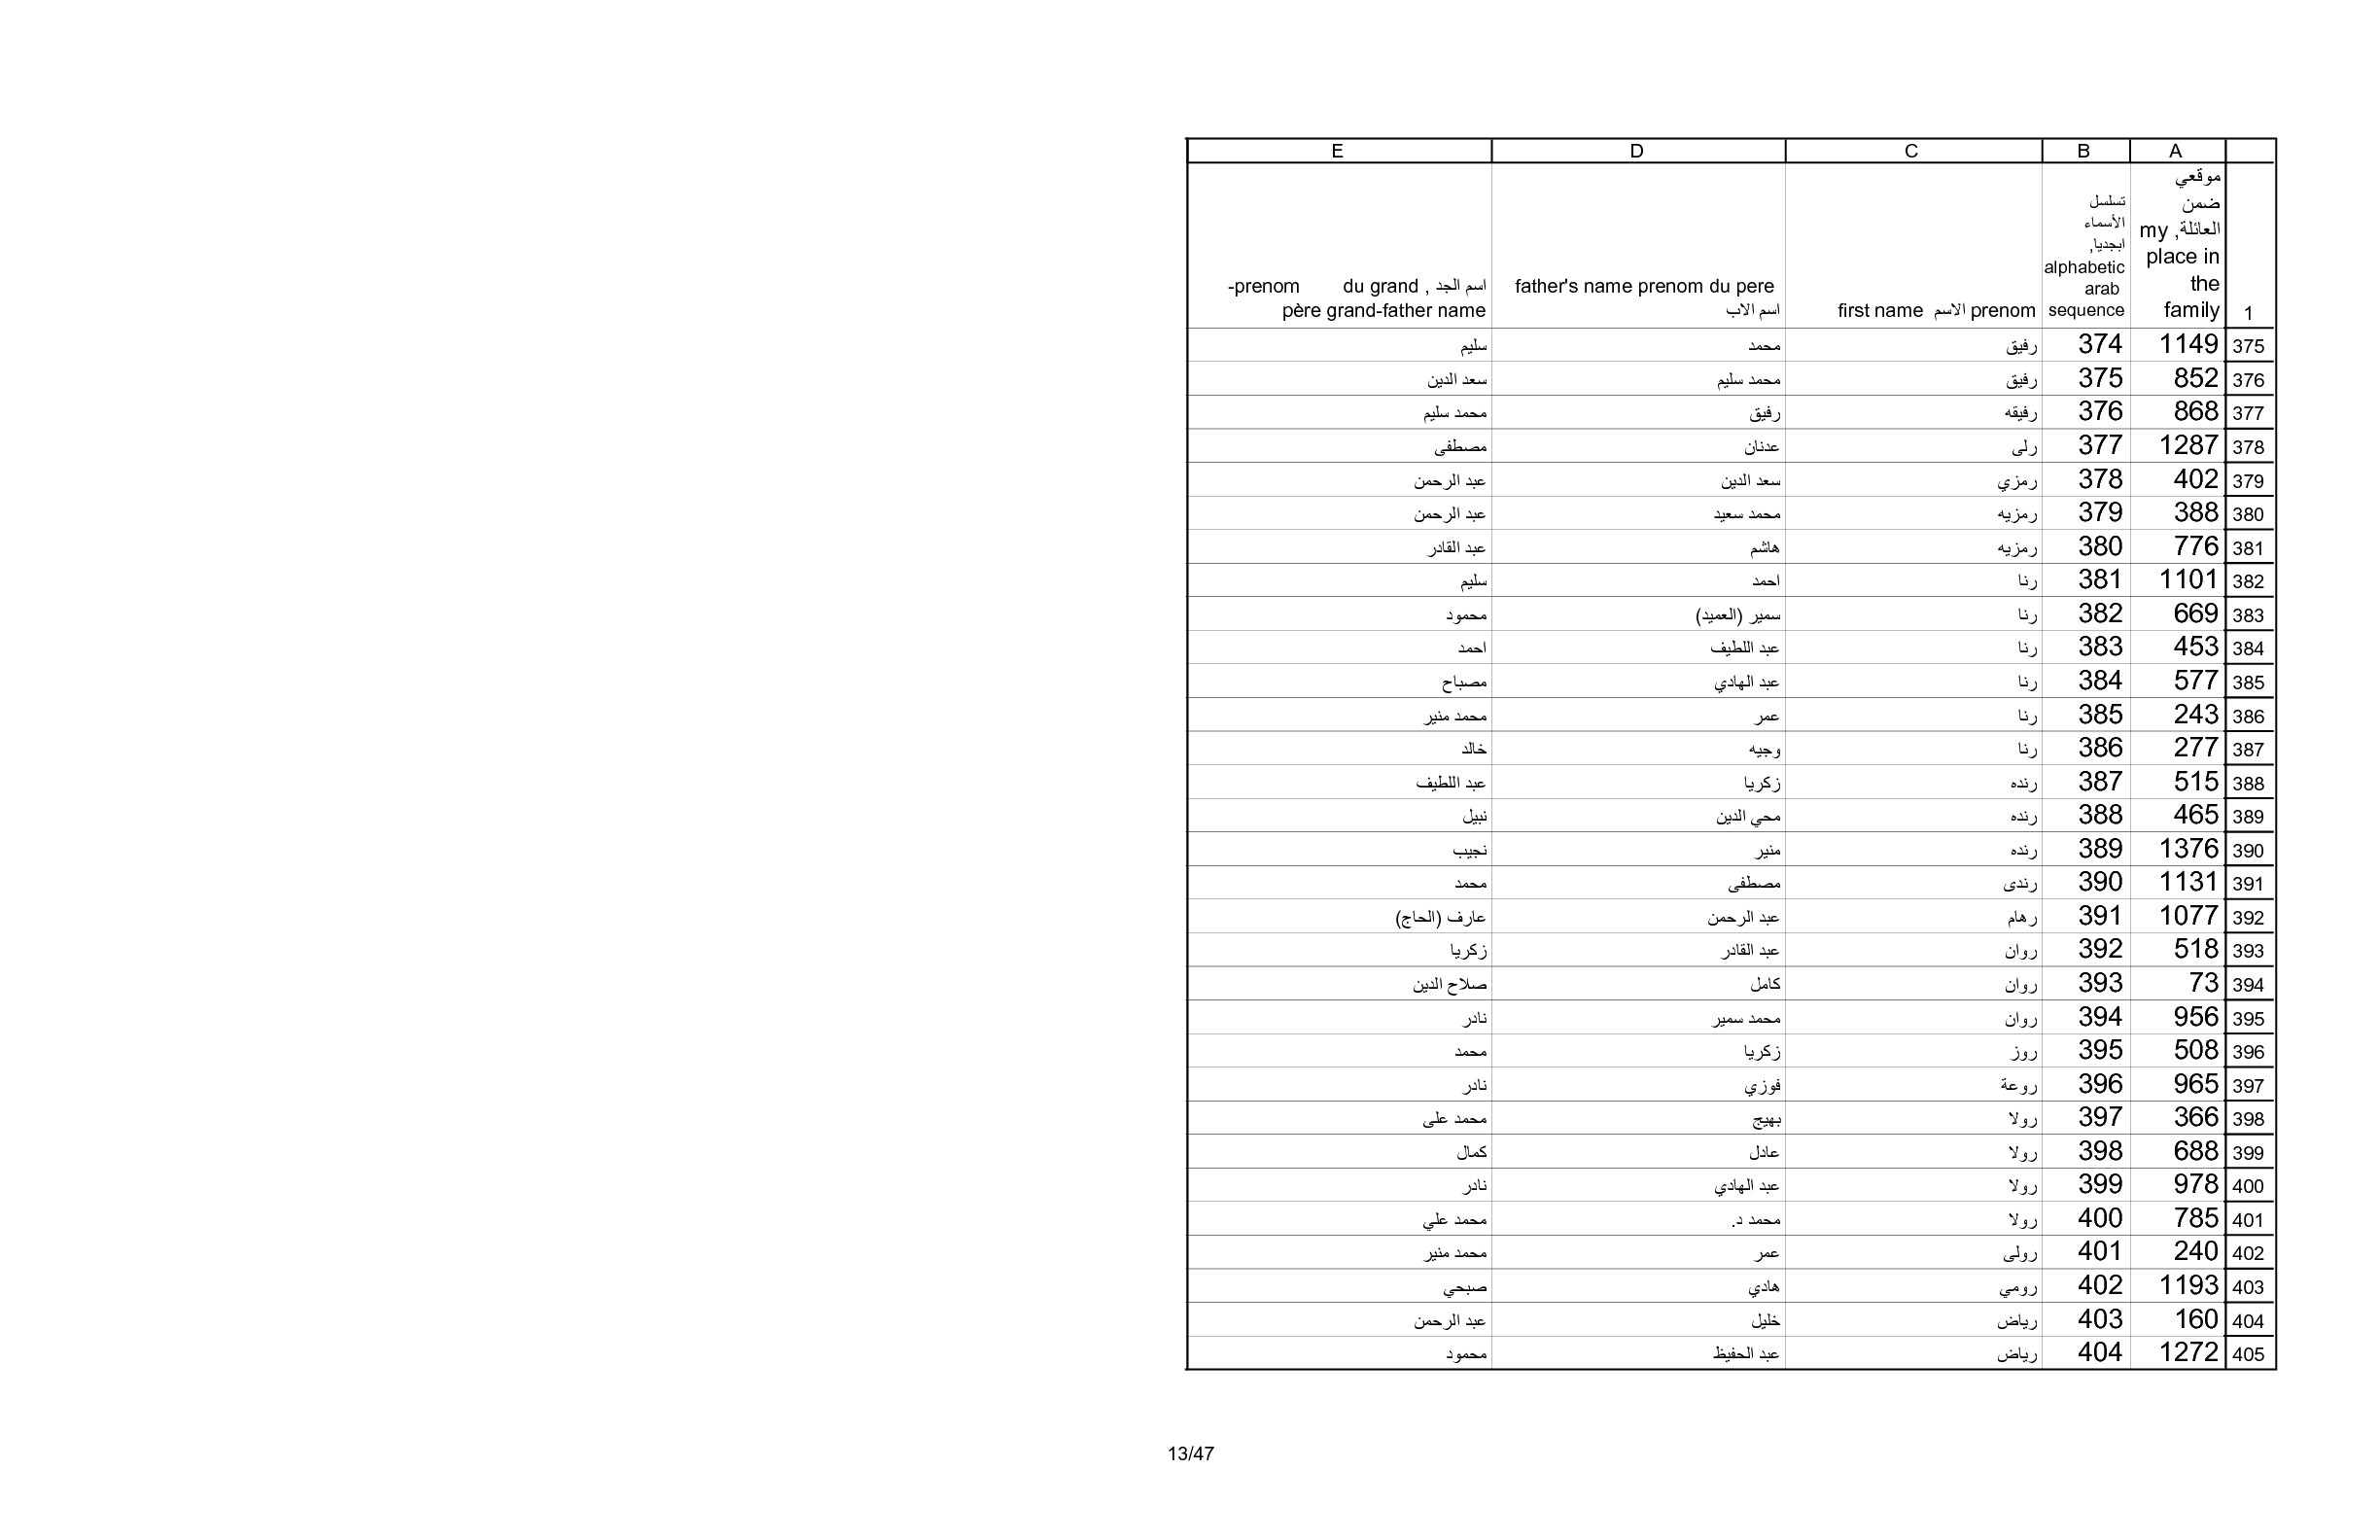 A B C D E
1 موقعي ضمن العائلة, my place in the family تسلسل الأسماء ابجديا, alphabetic arab sequence first name الاسم prenom father's name prenom du pere اسم الاب اسم الجد , du grand -prenom père grand-father name
375 1149 374 رفيق محمد سليم
376 852 375 رفيق محمد سليم سعد الدين
377 868 376 رفيقه رفيق محمد سليم
378 1287 377 رلى عدنان مصطفى
379 402 378 رمزي سعد الدين عبد الرحمن
380 388 379 رمزيه محمد سعيد عبد الرحمن
381 776 380 رمزيه هاشم عبد القادر
382 1101 381 رنا احمد سليم
383 669 382 رنا سمير (العميد) محمود
384 453 383 رنا عبد اللطيف احمد
385 577 384 رنا عبد الهادي مصباح
386 243 385 رنا عمر محمد منير
387 277 386 رنا وجيه خالد
388 515 387 رنده زكريا عبد اللطيف
389 465 388 رنده محي الدين نبيل
390 1376 389 رنده منير نجيب
391 1131 390 رندى مصطفى محمد
392 1077 391 رهام عبد الرحمن عارف (الحاج)
393 518 392 روان عبد القادر زكريا
394 73 393 روان كامل صلاح الدين
395 956 394 روان محمد سمير نادر
396 508 395 روز زكريا محمد
397 965 396 روعة فوزي نادر
398 366 397 رولا بهيج محمد على
399 688 398 رولا عادل كمال
400 978 399 رولا عبد الهادي نادر
401 785 400 رولا محمد د. محمد علي
402 240 401 رولى عمر محمد منير
403 1193 402 رومي هادي صبحي
404 160 403 رياض خليل عبد الرحمن
405 1272 404 رياض عبد الحفيظ محمود
13/47